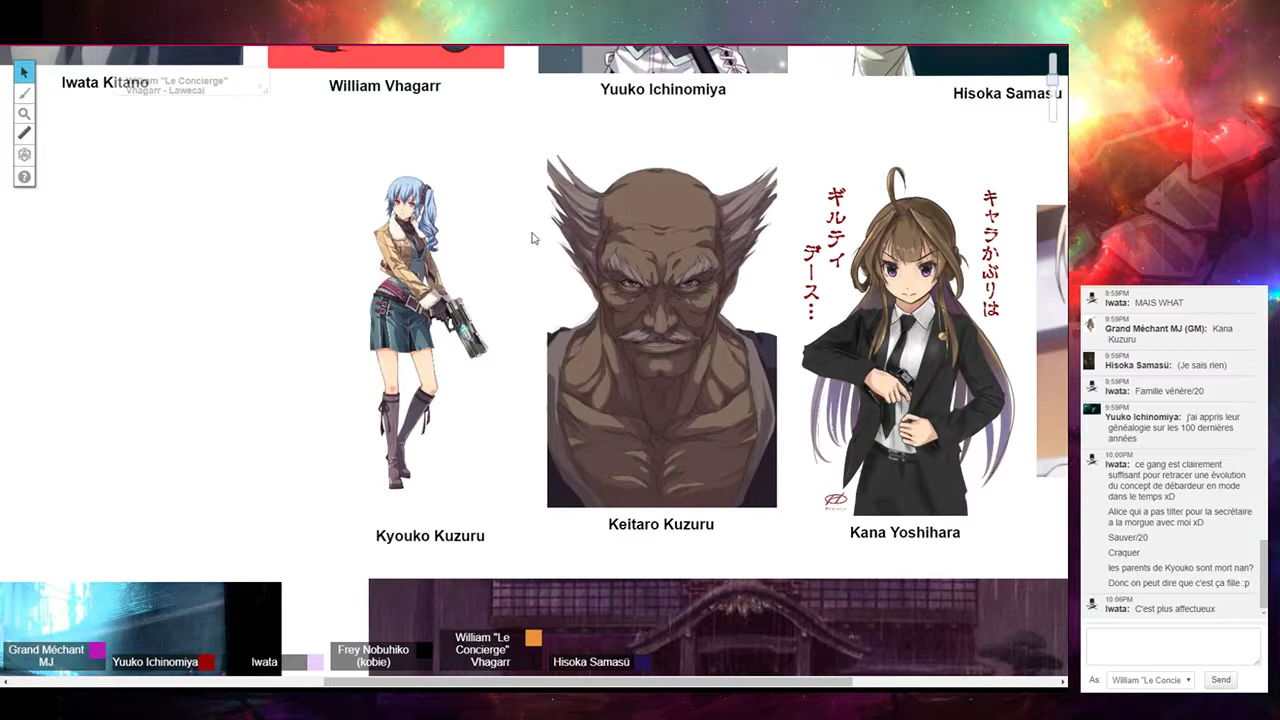 Iwata Kitano
William "Le Concierge"
Vhagarr - Lawecal
William Vhagarr
Yuuko Ichinomiya
Hisoka Samasu
ギルティ
デース…
キャラかぶりは
Kyouko Kuzuru
Keitaro Kuzuru
Kana Yoshihara
Grand Méchant
MJ
Yuuko Ichinomiya
Iwata
Frey Nobuhiko
(kobie)
William "Le
Concierge"
Vhagarr
Hisoka Samasü
9:59PM
Iwata: MAIS WHAT
9:59PM
Grand Méchant MJ (GM): Kana
Kuzuru
9:59PM
Hisoka Samasü: (Je sais rien)
9:59PM
Iwata: Famille vénère/20
9:59PM
Yuuko Ichinomiya: j'ai appris leur
généalogie sur les 100 dernières
années
10:00PM
Iwata: ce gang est clairement
suffisant pour retracer une évolution
du concept de débardeur en mode
dans le temps xD
Alice qui a pas tilter pour la secrétaire
a la morgue avec moi xD
Sauver/20
Craquer
les parents de Kyouko sont mort nan?
Donc on peut dire que c'est ça fille :p
10:06PM
Iwata: C'est plus affectueux
As: William "Le Concie
Send